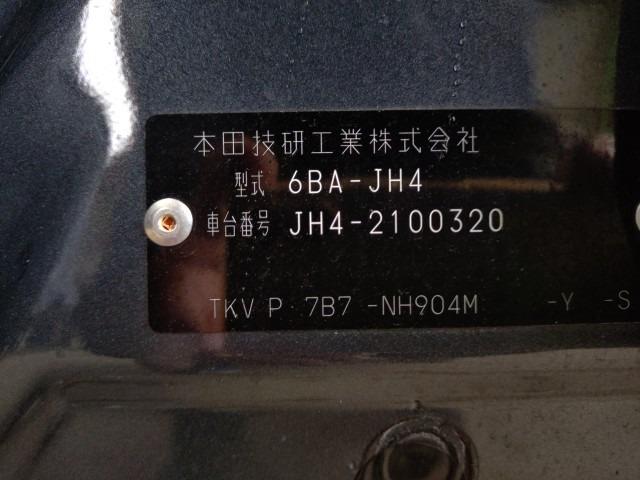 本田技研工業株式会社
型式 6BA-JH4
車台番号 JH4-2100320
TKV P 7B7 -NH904M -Y -S